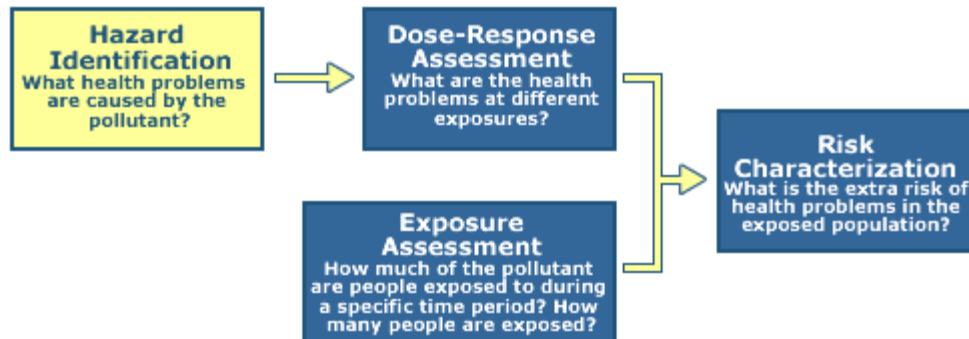 Hazard
Identification
What health problems
are caused by the
pollutant?
Dose-Response
Assessment
What are the health
problems at different
exposures?
Exposure
Assessment
How much of the pollutant
are people exposed to during
a specific time period? How
many people are exposed?
Risk
Characterization
What is the extra risk of
health problems in the
exposed population?